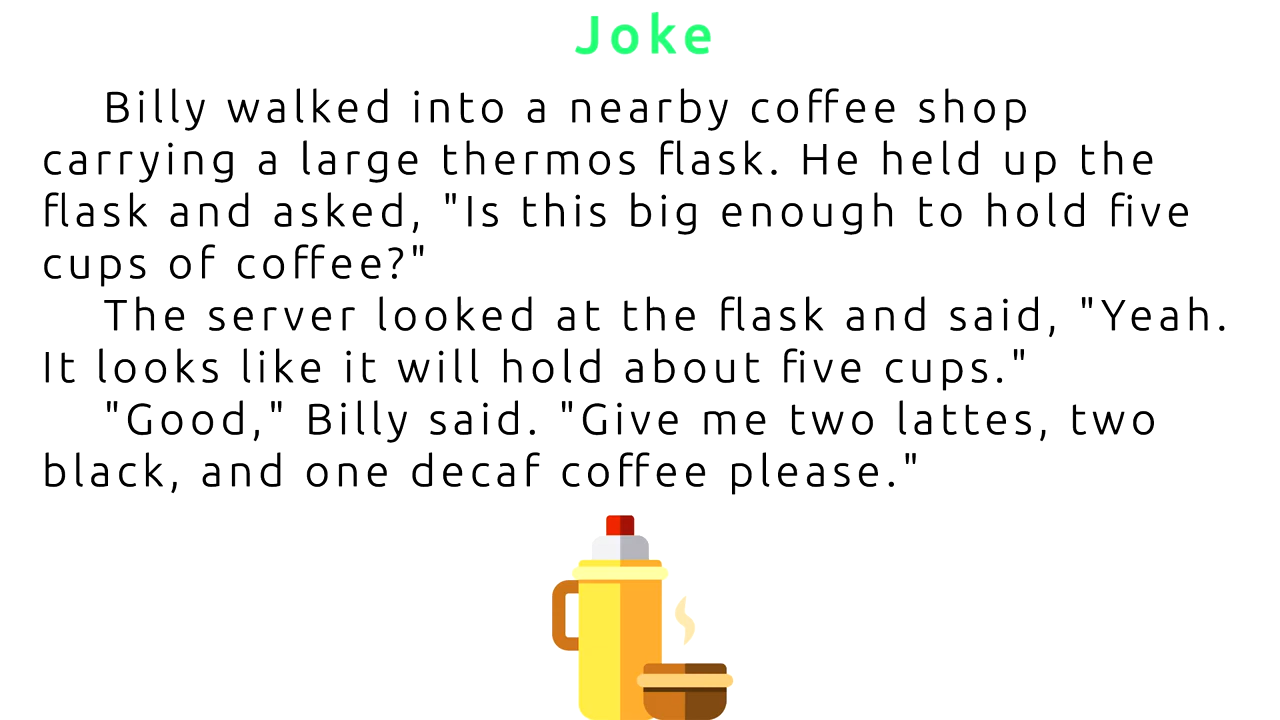 Joke
Billy walked into a nearby coffee shop
carrying a large thermos flask. He held up the
flask and asked, "Is this big enough to hold five
cups of coffee?"
The server looked at the flask and said, "Yeah.
It looks like it will hold about five cups."
"Good," Billy said. "Give me two lattes, two
black, and one decaf coffee please."